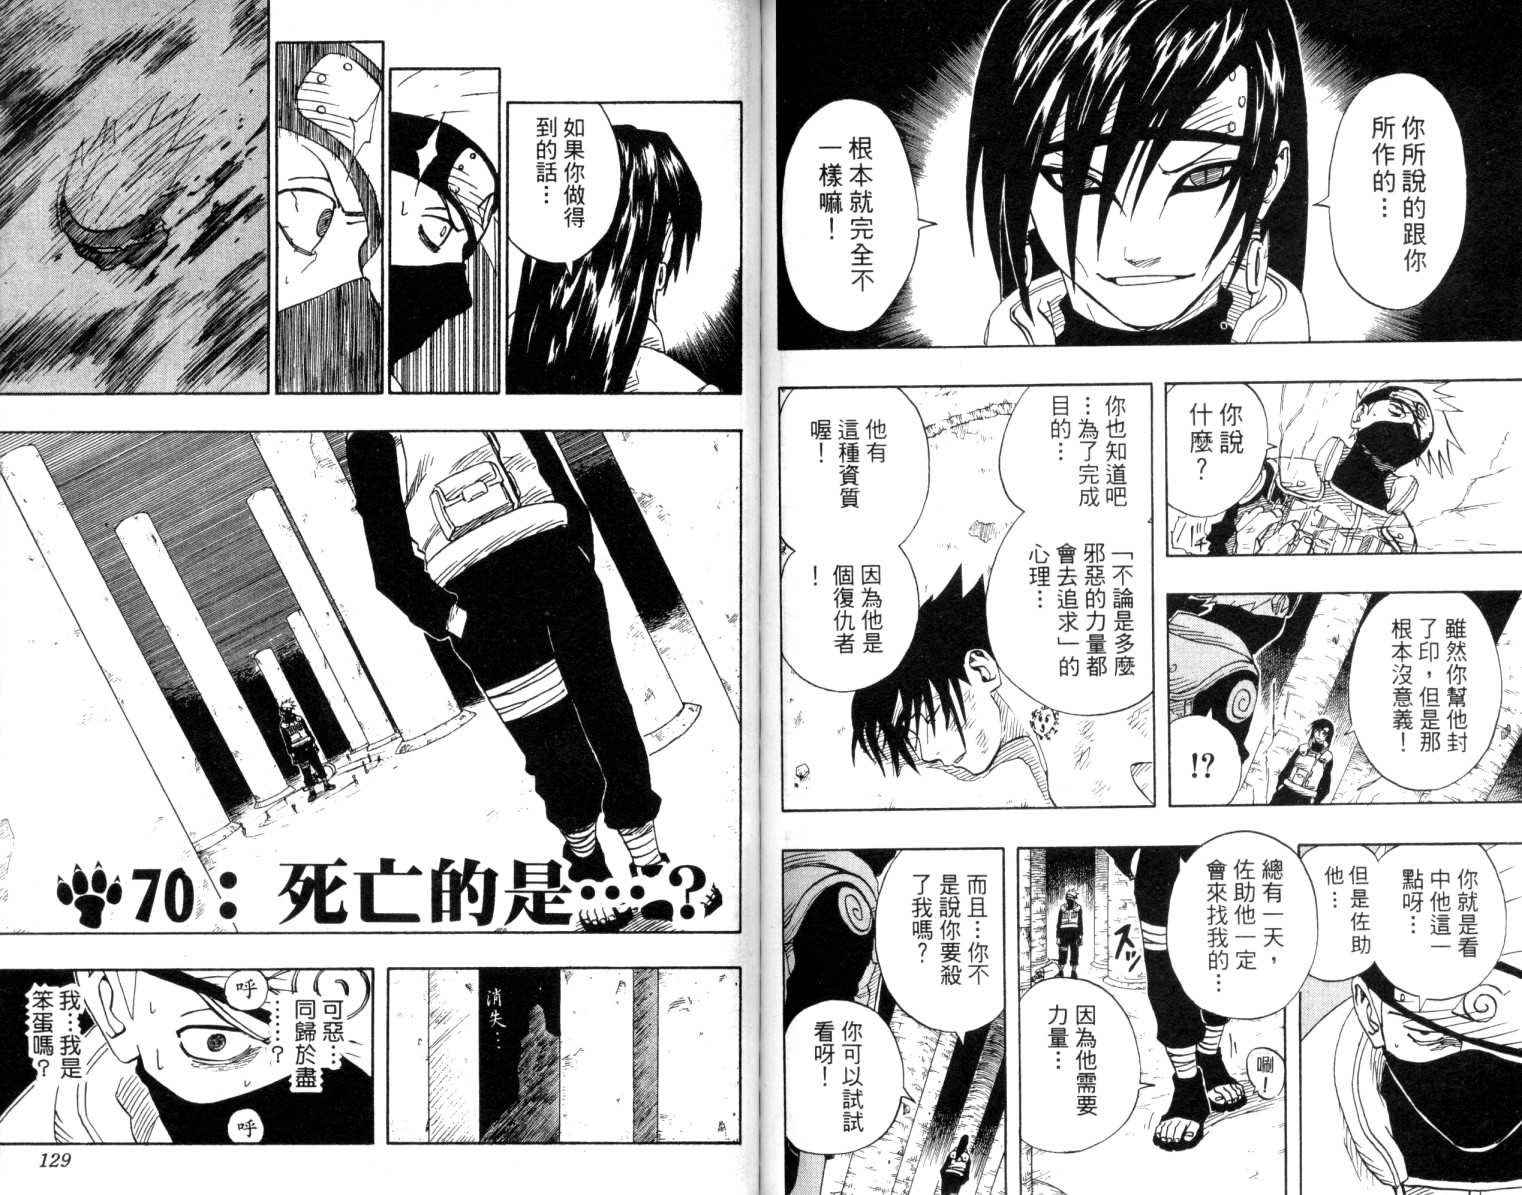 你所說的跟你
所作的…
根本就完全不
一樣嘛！
你說
什麼？
你也知道吧
…為了完成
目的…
「不論是多麼
邪惡的力量都
會去追求」的
心理…
他有
這種資質
喔！
因為他是
個復仇者
！
雖然你幫他封
了印，但是那
根本沒意義！
!?
你就是看
中他這一
點呀…
但是佐助
他…
總有一天，
佐助他一定
會來找我的…
因為他需要
力量…
ズッ
唰！
而且…你不
是說你要殺
了我嗎？
你可以試試
看呀！
如果你做得
到的話…
70：死亡的是…？
消失…
可惡…
同歸於盡
……？
我…我是
笨蛋嗎？
呼
呼
129